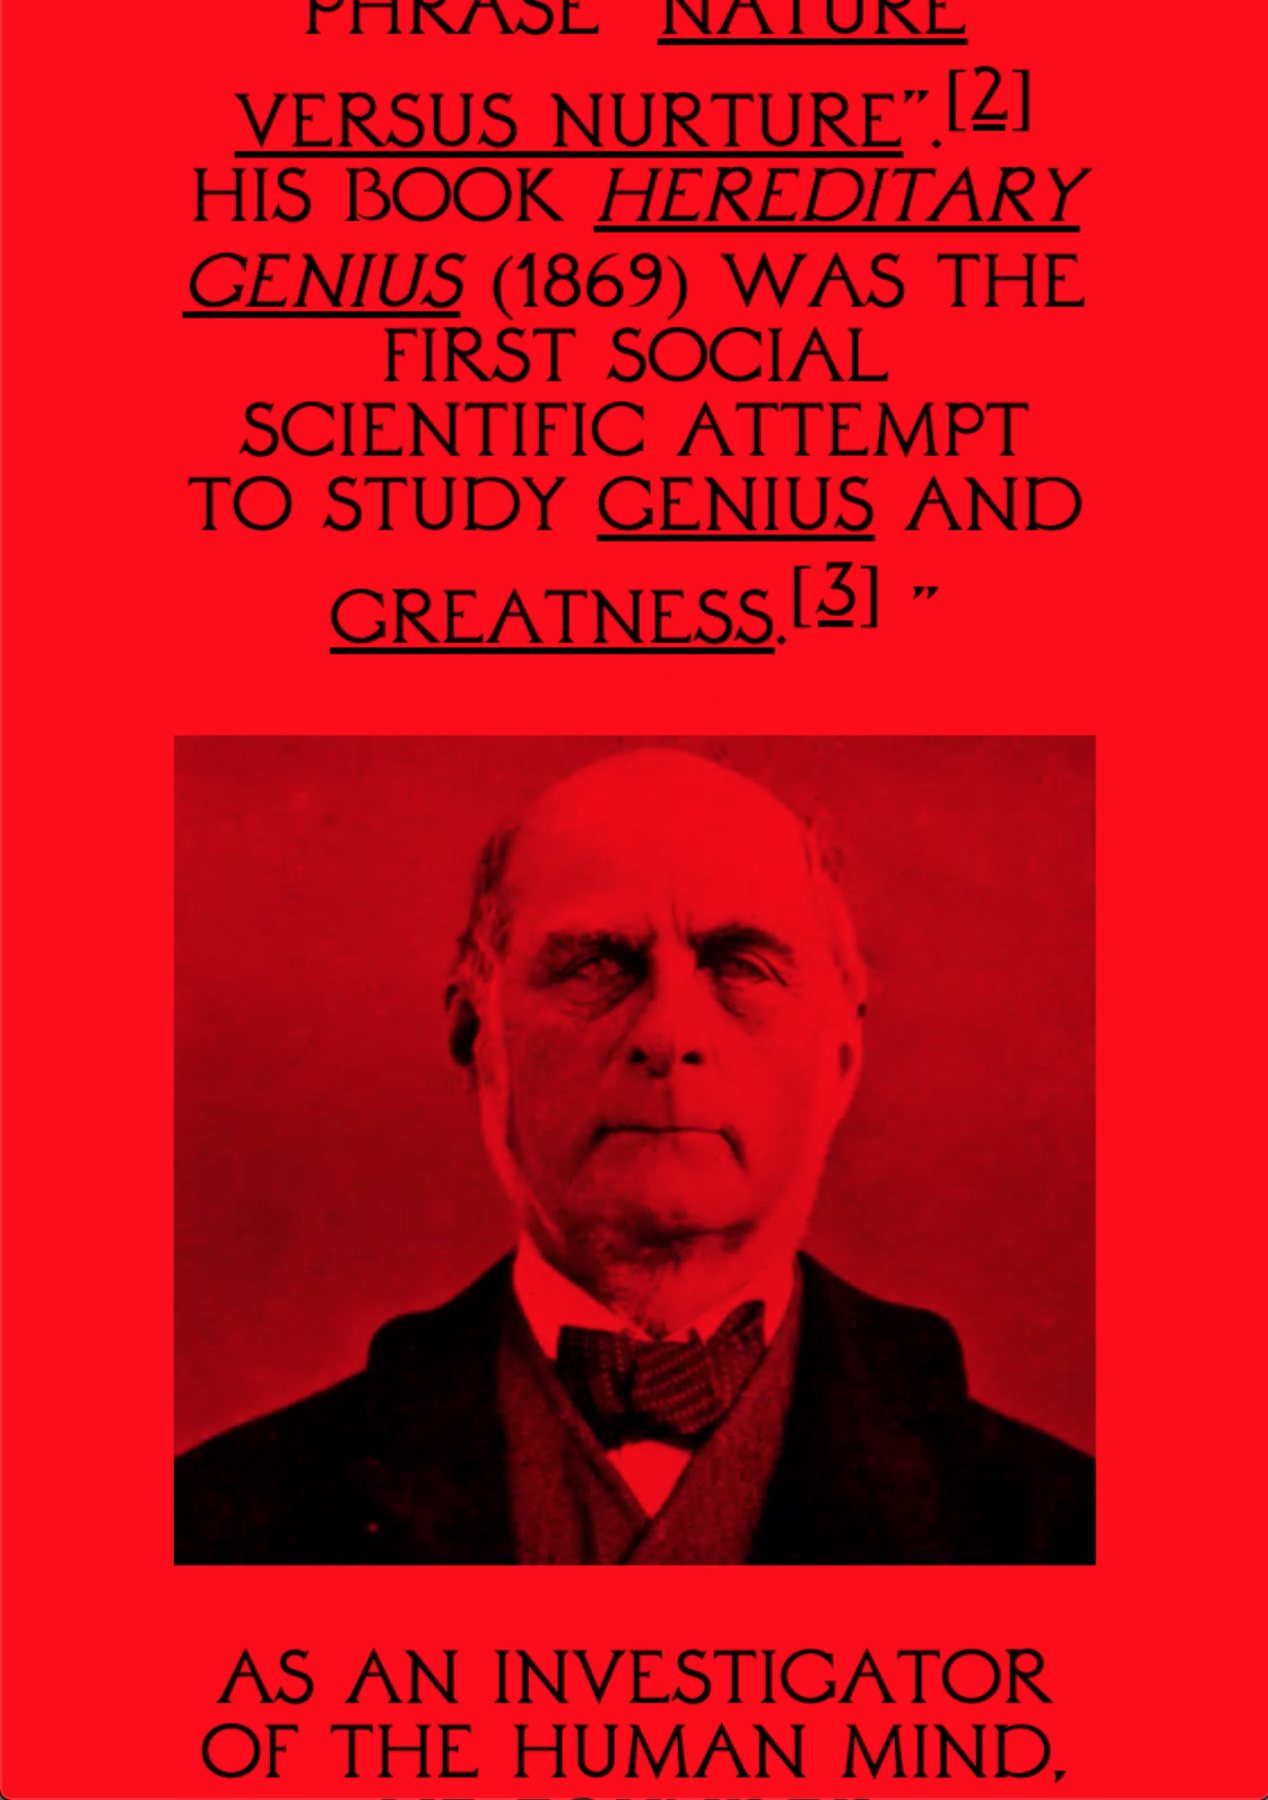 PHRASE "NATURE
VERSUS NURTURE".[2]
HIS BOOK HEREDITARY
GENIUS (1869) WAS THE
FIRST SOCIAL
SCIENTIFIC ATTEMPT
TO STUDY GENIUS AND
GREATNESS.[3] "
AS AN INVESTIGATOR
OF THE HUMAN MIND,